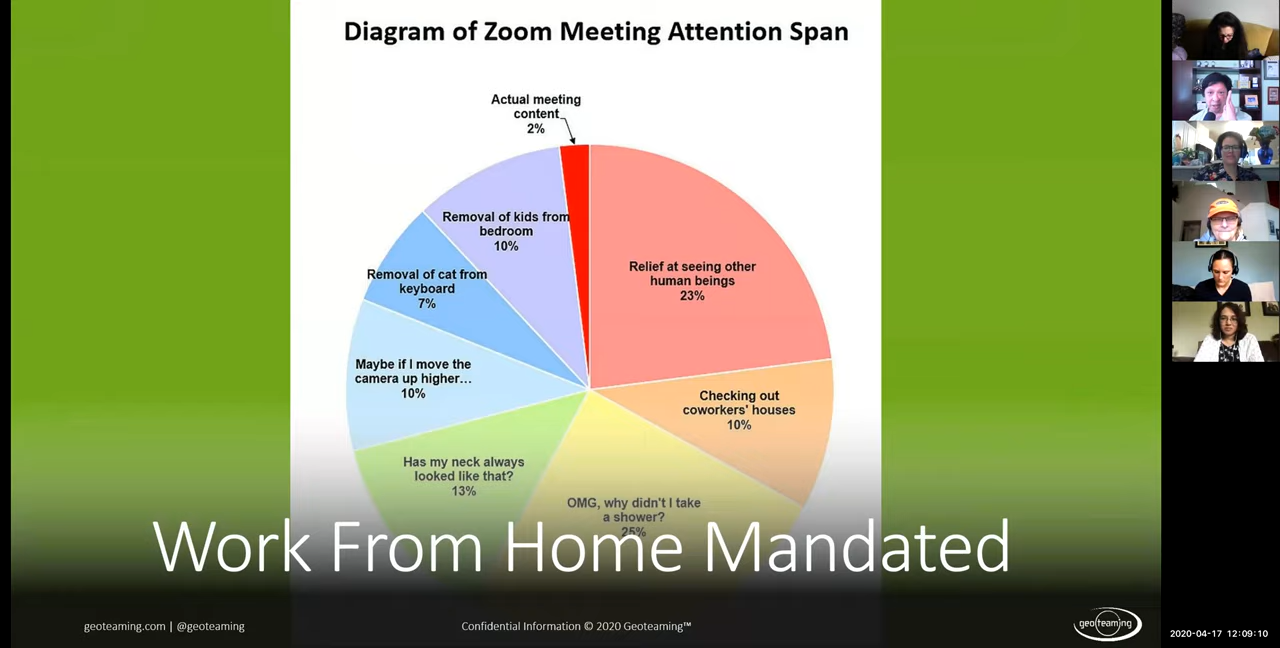 Diagram of Zoom Meeting Attention Span
Actual meeting
content
2%
Removal of kids from
bedroom
10%
Relief at seeing other
human beings
23%
Removal of cat from
keyboard
7%
Maybe if I move the
camera up higher…
10%
Checking out
coworkers' houses
10%
Has my neck always
looked like that?
13%
OMG, why didn't I take
a shower?
25%
Work From Home Mandated
geoteaming.com | @geoteaming
Confidential Information © 2020 Geoteaming™
geoteaming
2020-04-17 12:09:10